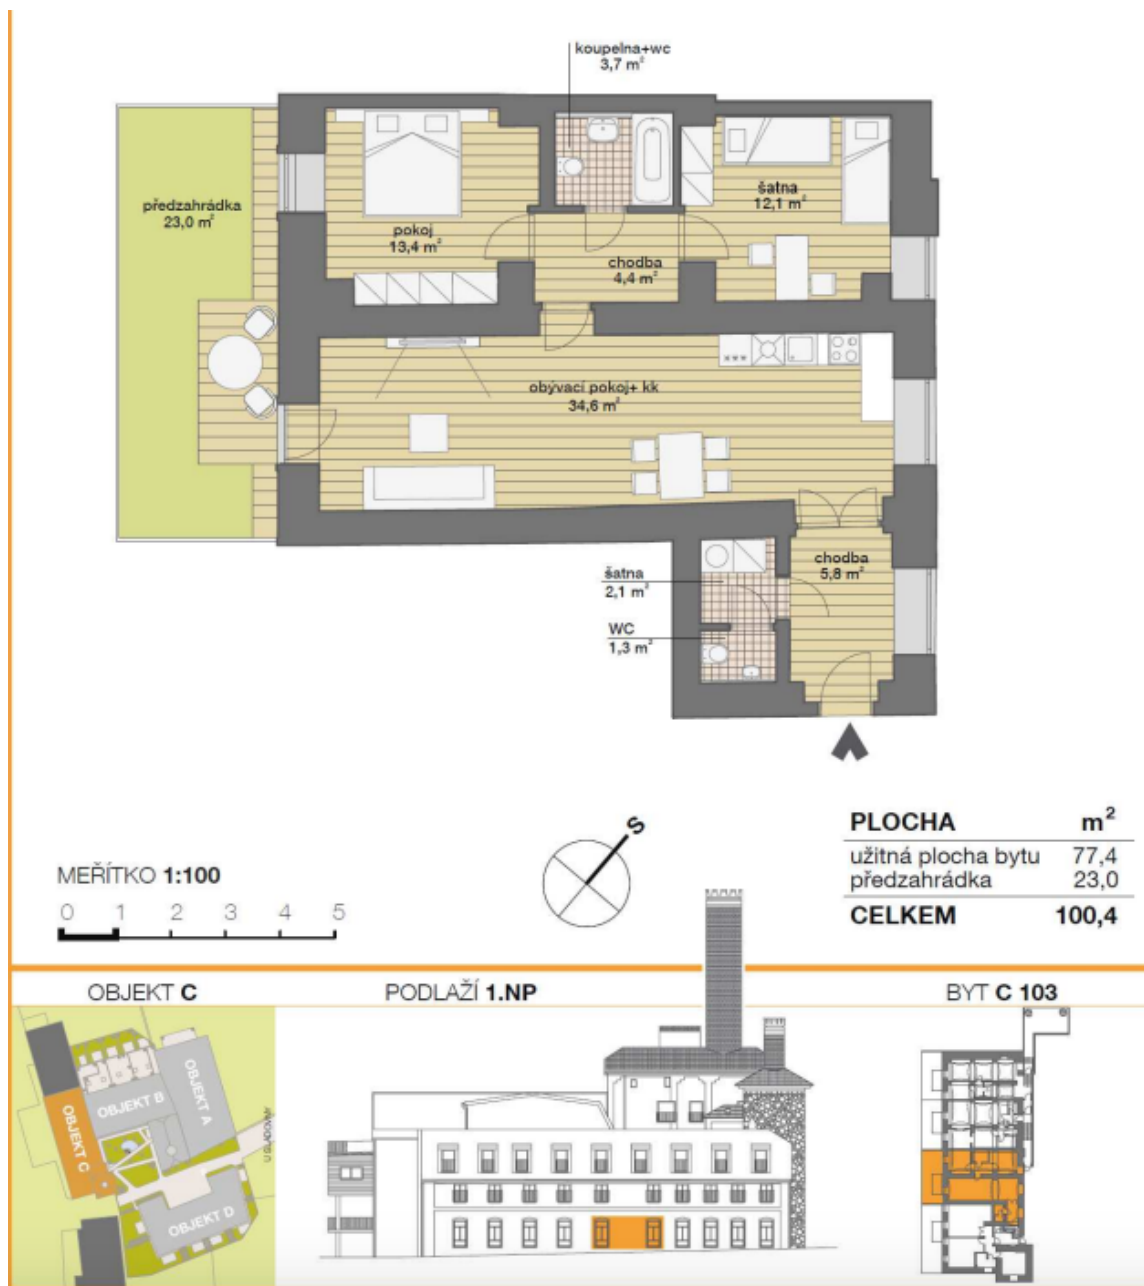 koupelna+wc
3,7 m²
předzahrádka
23,0 m²
pokoj
13,4 m²
šatna
12,1 m²
chodba
4,4 m²
obývací pokoj+ kk
34,6 m²
chodba
5,8 m²
šatna
2,1 m²
WC
1,3 m²
S
MEŘÍTKO 1:100
0 1 2 3 4 5
PLOCHA m²
užitná plocha bytu 77,4
předzahrádka 23,0
CELKEM 100,4
OBJEKT C
PODLAŽÍ 1.NP
BYT C 103
OBJEKT A
OBJEKT B
OBJEKT C
OBJEKT D
U SLADOVNY